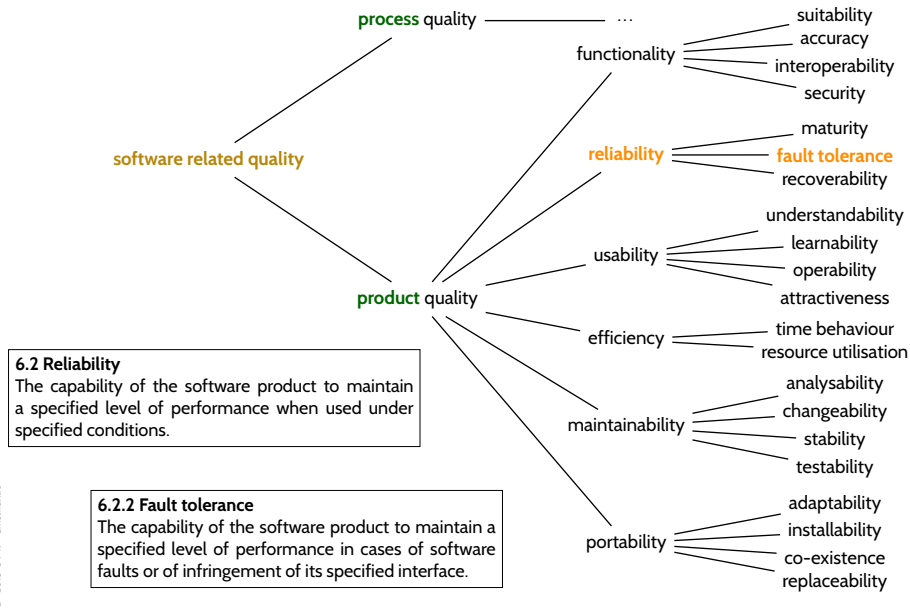 process quality
...
software related quality
product quality
functionality
suitability
accuracy
interoperability
security
reliability
maturity
fault tolerance
recoverability
usability
understandability
learnability
operability
attractiveness
efficiency
time behaviour
resource utilisation
maintainability
analysability
changeability
stability
testability
portability
adaptability
installability
co-existence
replaceability
6.2 Reliability
The capability of the software product to maintain
a specified level of performance when used under
specified conditions.
6.2.2 Fault tolerance
The capability of the software product to maintain a
specified level of performance in cases of software
faults or of infringement of its specified interface.